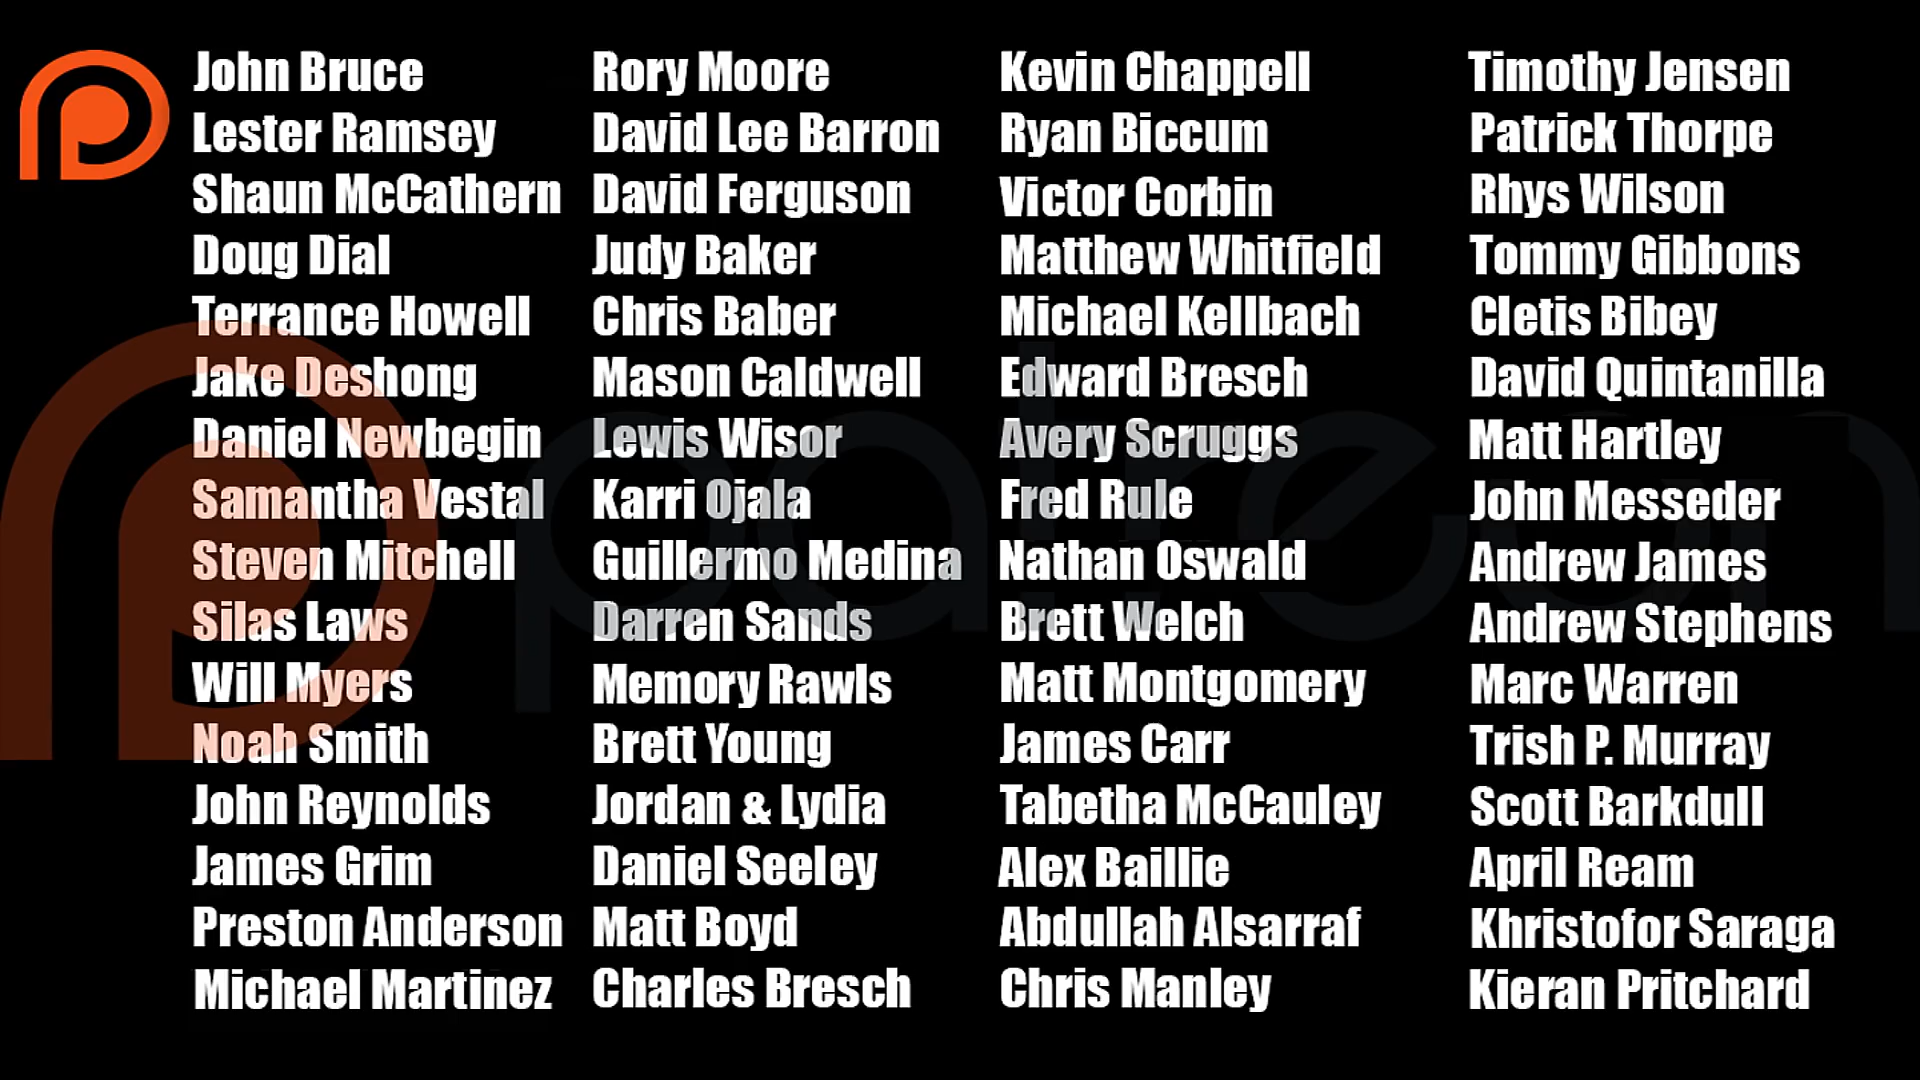 John Bruce
Lester Ramsey
Shaun McCathern
Doug Dial
Terrance Howell
Jake Deshong
Daniel Newbegin
Samantha Vestal
Steven Mitchell
Silas Laws
Will Myers
Noah Smith
John Reynolds
James Grim
Preston Anderson
Michael Martinez
Rory Moore
David Lee Barron
David Ferguson
Judy Baker
Chris Baber
Mason Caldwell
Lewis Wisor
Karri Ojala
Guillermo Medina
Darren Sands
Memory Rawls
Brett Young
Jordan & Lydia
Daniel Seeley
Matt Boyd
Charles Bresch
Kevin Chappell
Ryan Biccum
Victor Corbin
Matthew Whitfield
Michael Kellbach
Edward Bresch
Avery Scruggs
Fred Rule
Nathan Oswald
Brett Welch
Matt Montgomery
James Carr
Tabetha McCauley
Alex Baillie
Abdullah Alsarraf
Chris Manley
Timothy Jensen
Patrick Thorpe
Rhys Wilson
Tommy Gibbons
Cletis Bibey
David Quintanilla
Matt Hartley
John Messeder
Andrew James
Andrew Stephens
Marc Warren
Trish P. Murray
Scott Barkdull
April Ream
Khristofor Saraga
Kieran Pritchard
patreon